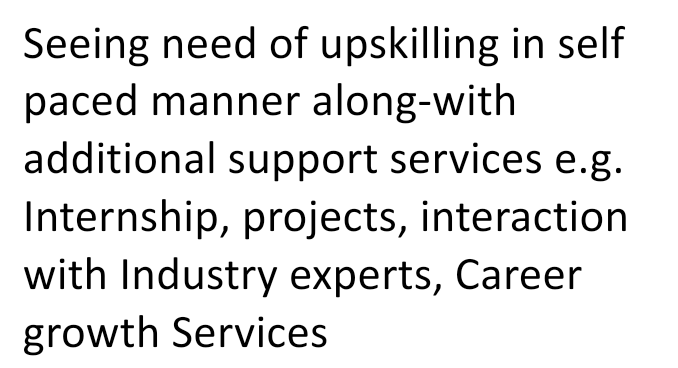 Seeing need of upskilling in self
paced manner along-with
additional support services e.g.
Internship, projects, interaction
with Industry experts, Career
growth Services